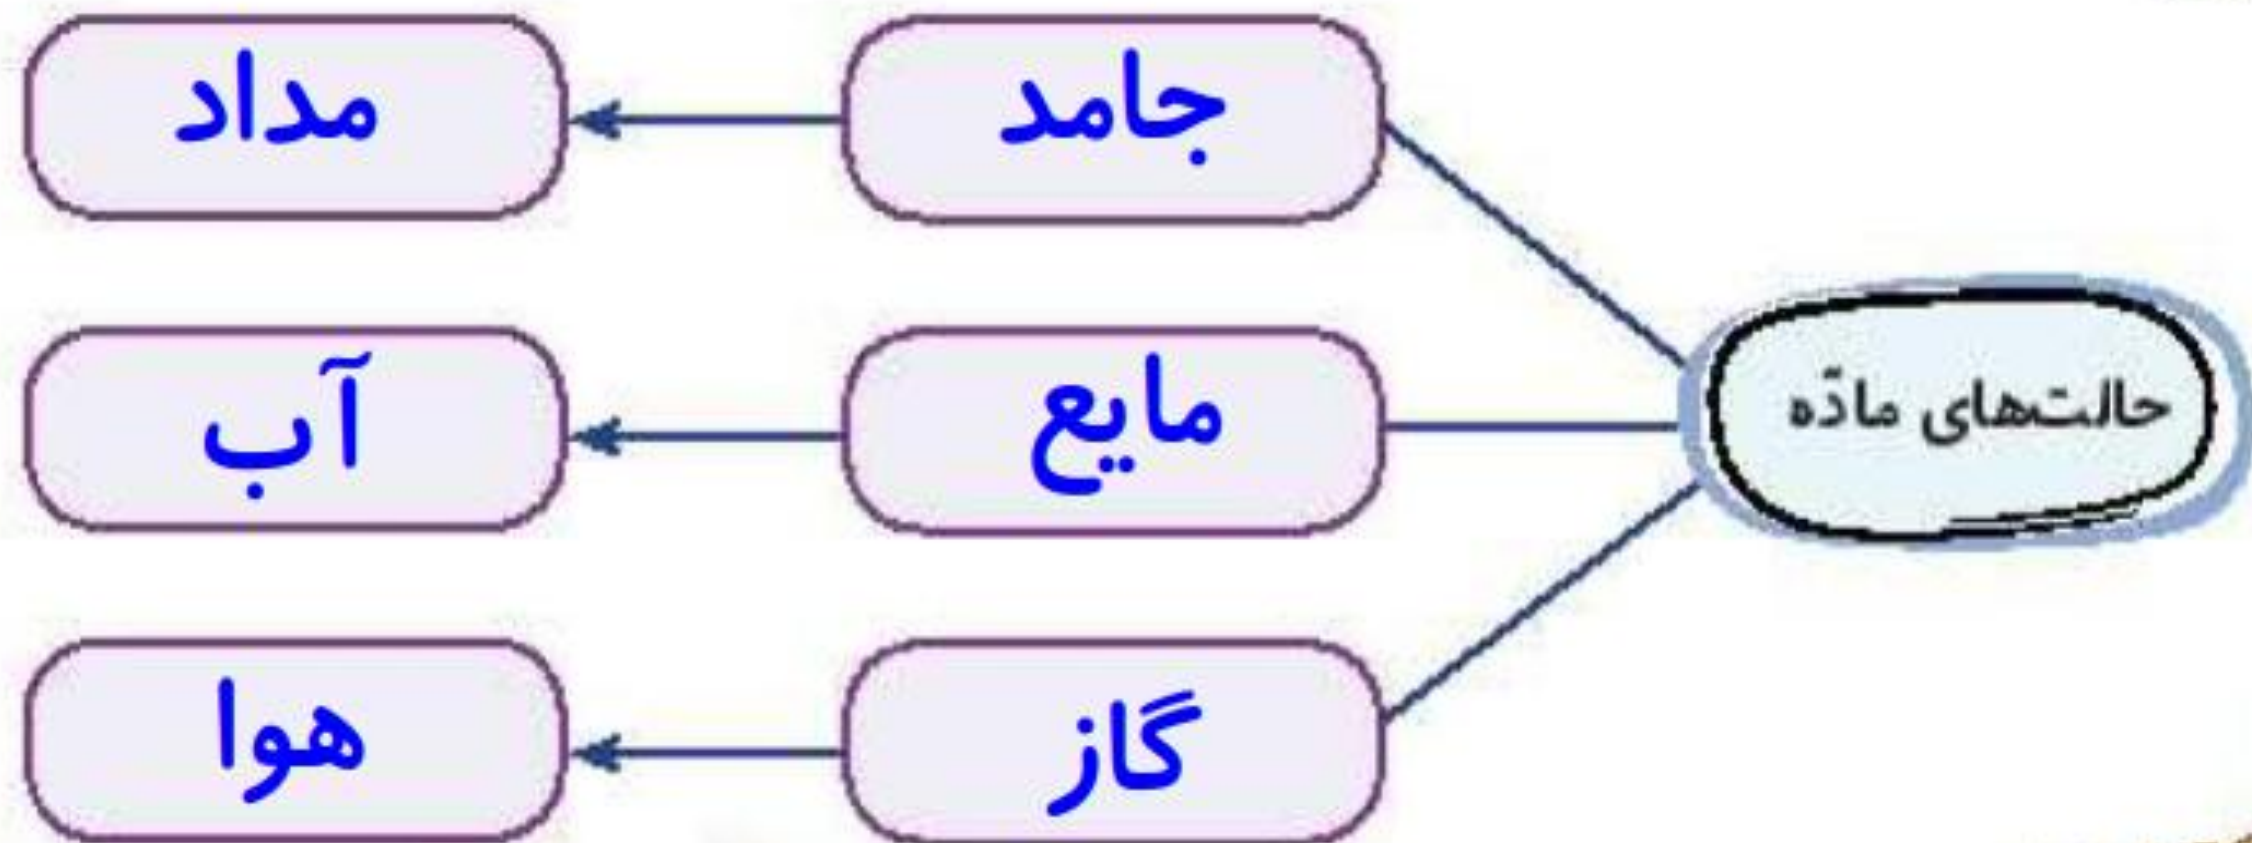 حالت‌های مادّه
جامد
مداد
مایع
آب
گاز
هوا